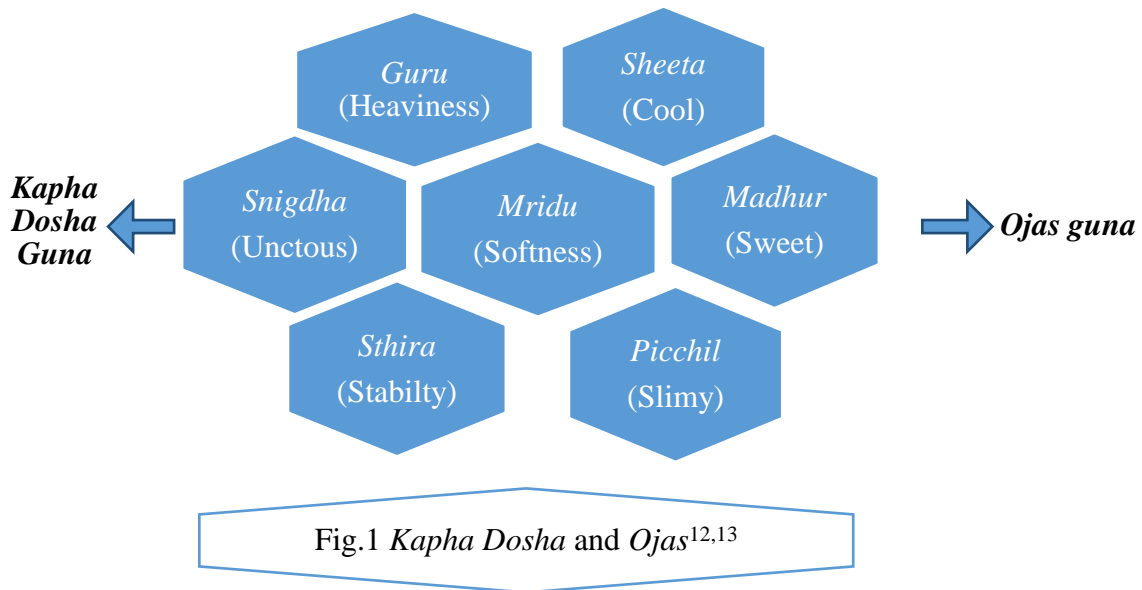 Guru
(Heaviness)
Sheeta
(Cool)
Kapha
Dosha
Guna
Snigdha
(Unctous)
Mridu
(Softness)
Madhur
(Sweet)
Ojas guna
Sthira
(Stabilty)
Picchil
(Slimy)
Fig.1 Kapha Dosha and Ojas12,13